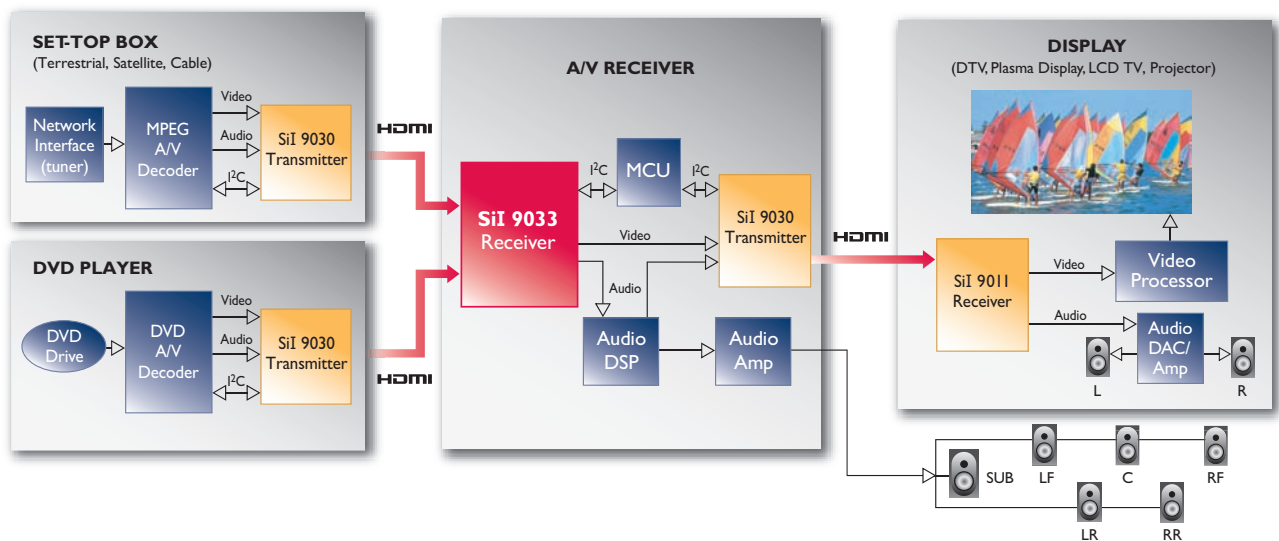 SET-TOP BOX
(Terrestrial, Satellite, Cable)
Network
Interface
(tuner)
MPEG
A/V
Decoder
Video
Audio
I²C
SiI 9030
Transmitter
HDMI
DVD PLAYER
DVD
Drive
DVD
A/V
Decoder
Video
Audio
I²C
SiI 9030
Transmitter
HDMI
A/V RECEIVER
SiI 9033
Receiver
I²C
MCU
I²C
Video
Audio
SiI 9030
Transmitter
Audio
DSP
Audio
Amp
HDMI
DISPLAY
(DTV, Plasma Display, LCD TV, Projector)
SiI 9011
Receiver
Video
Video
Processor
Audio
Audio
DAC/
Amp
L
R
SUB
LF
C
RF
LR
RR